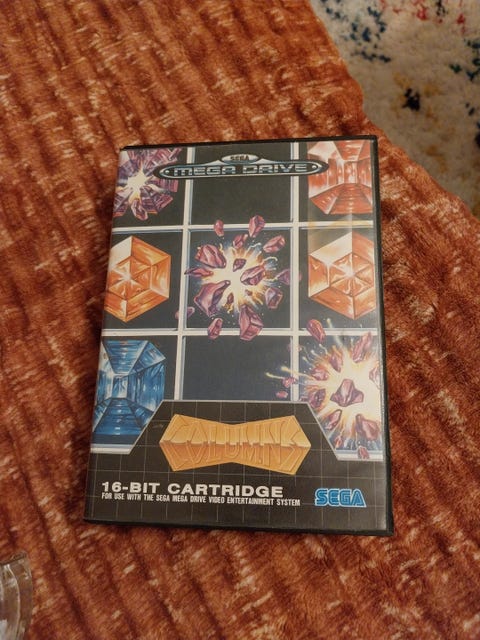 SEGA
MEGA DRIVE
COLUMNS
16-BIT CARTRIDGE
FOR USE WITH THE SEGA MEGA DRIVE VIDEO ENTERTAINMENT SYSTEM
SEGA